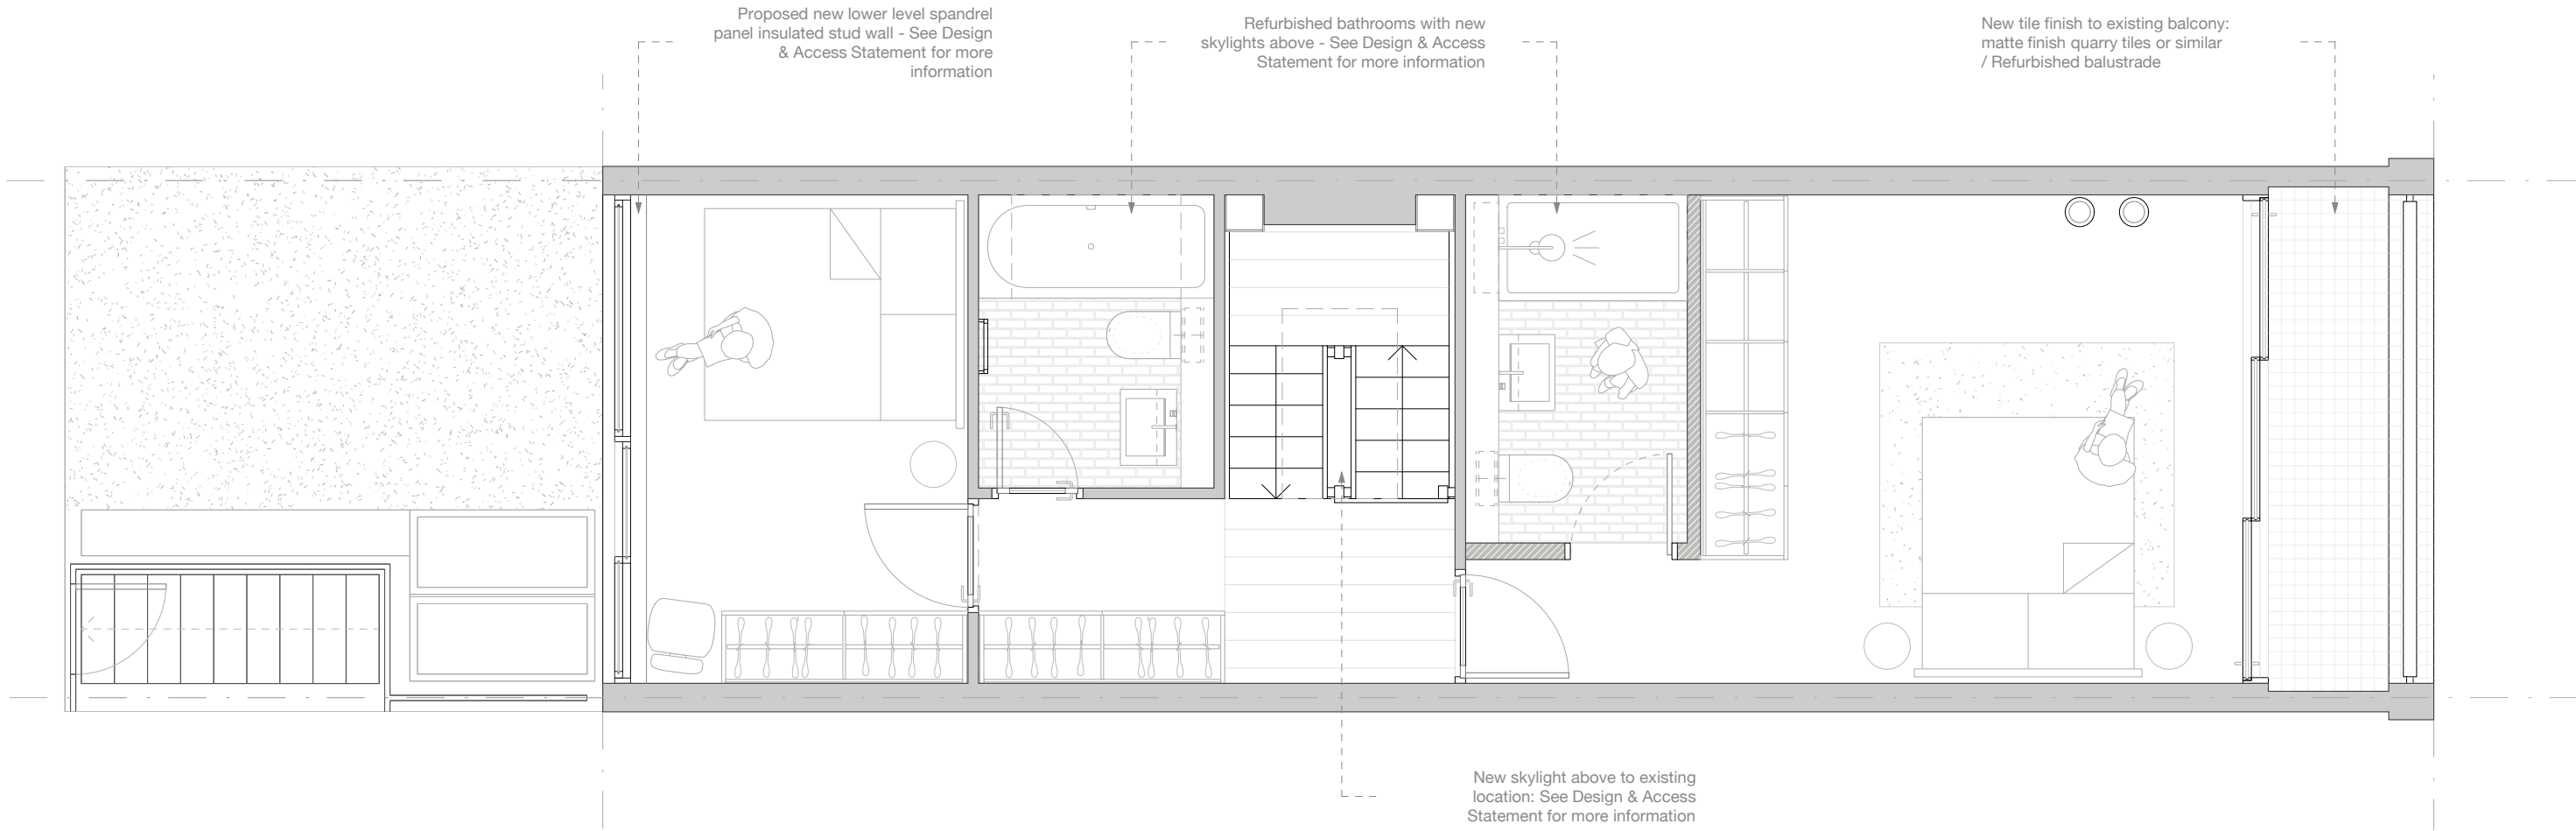 Proposed new lower level spandrel
panel insulated stud wall - See Design
& Access Statement for more
information
Refurbished bathrooms with new
skylights above - See Design & Access
Statement for more information
New tile finish to existing balcony:
matte finish quarry tiles or similar
/ Refurbished balustrade
New skylight above to existing
location: See Design & Access
Statement for more information